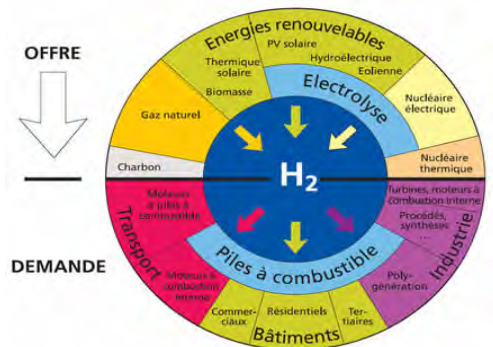 OFFRE
Energies renouvelables
PV solaire
Hydroélectrique
Eolienne
Thermique
solaire
Biomasse
Electrolyse
Gaz naturel
Nucléaire
électrique
Charbon
Nucléaire
thermique
H2
DEMANDE
Transport
Moteurs
à piles à
combustible
Moteurs à
combustion
interne
Piles à combustible
Turbines, moteurs à
combustion interne
Procédés,
synthèses
...
Industrie
Poly-
génération
Commer-
ciaux
Résidentiels
Ter-
tiaires
Bâtiments